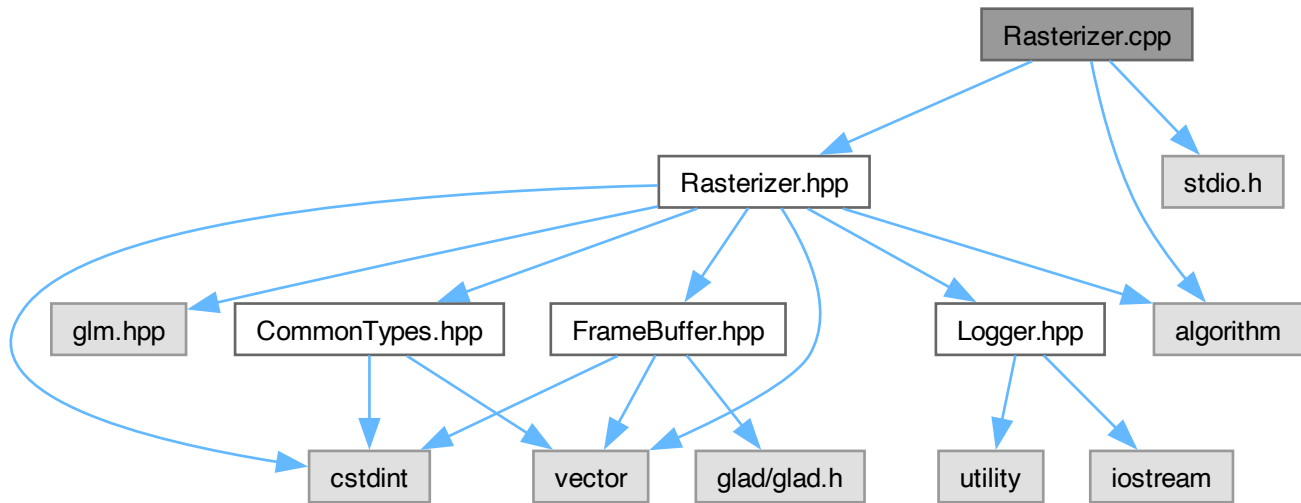 Rasterizer.cpp
Rasterizer.hpp
stdio.h
glm.hpp
CommonTypes.hpp
FrameBuffer.hpp
Logger.hpp
algorithm
cstdint
vector
glad/glad.h
utility
iostream